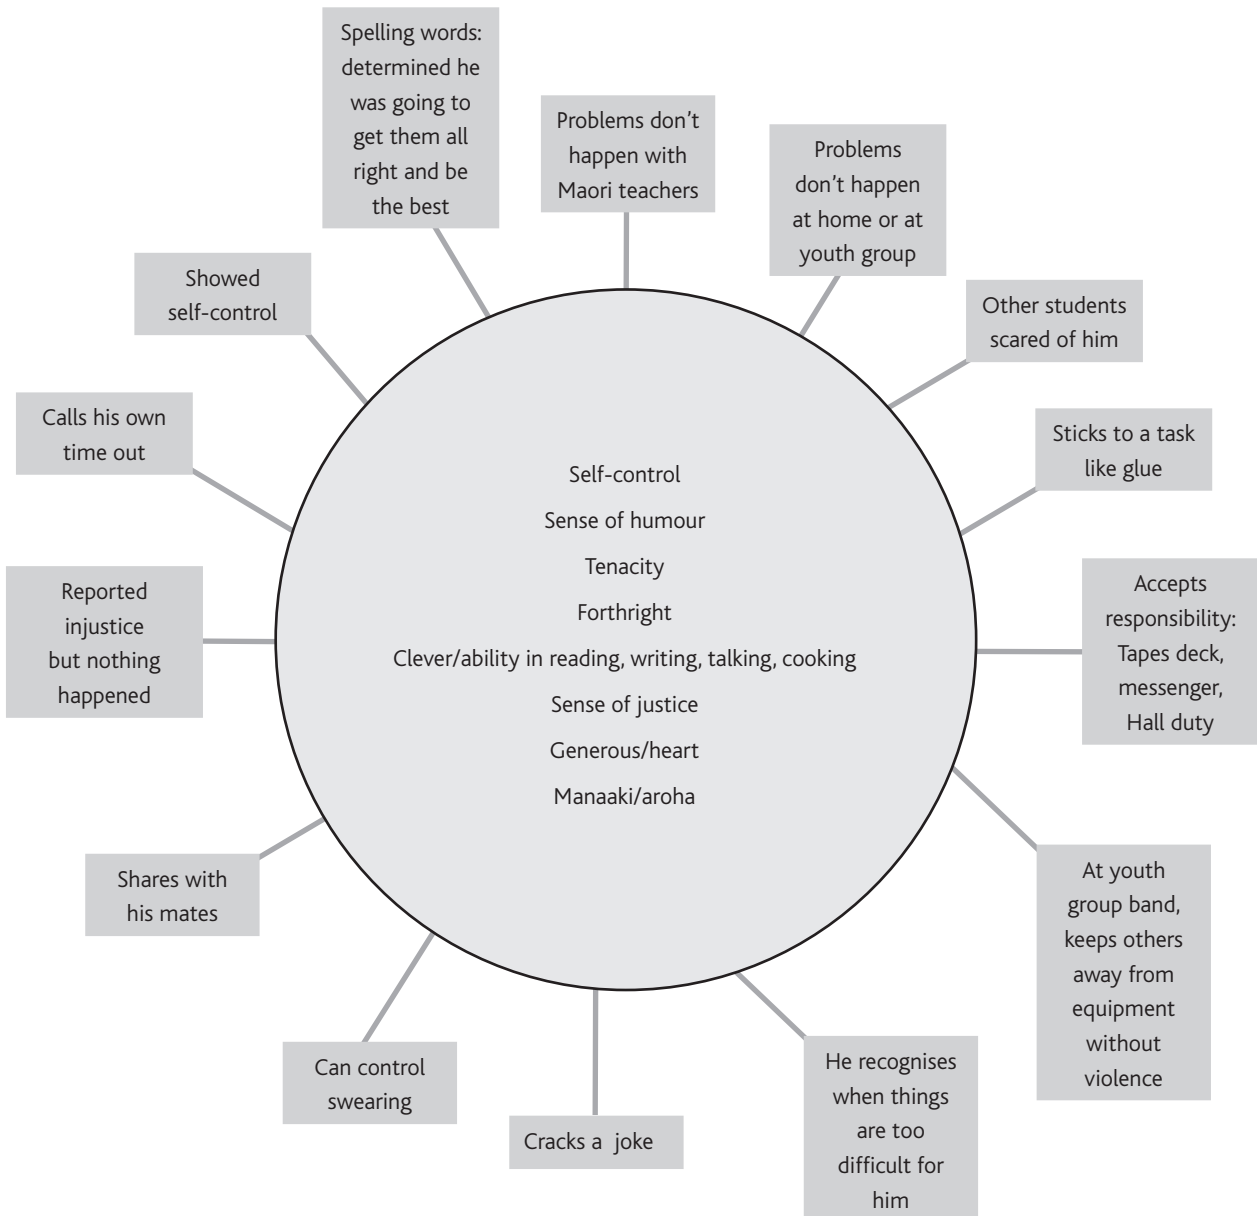 Spelling words:
determined he
was going to
get them all
right and be
the best
Problems don't
happen with
Maori teachers
Problems
don't happen
at home or at
youth group
Other students
scared of him
Sticks to a task
like glue
Accepts
responsibility:
Tapes deck,
messenger,
Hall duty
At youth
group band,
keeps others
away from
equipment
without
violence
He recognises
when things
are too
difficult for
him
Cracks a joke
Can control
swearing
Shares with
his mates
Reported
injustice
but nothing
happened
Calls his own
time out
Showed
self-control
Self-control
Sense of humour
Tenacity
Forthright
Clever/ability in reading, writing, talking, cooking
Sense of justice
Generous/heart
Manaaki/aroha